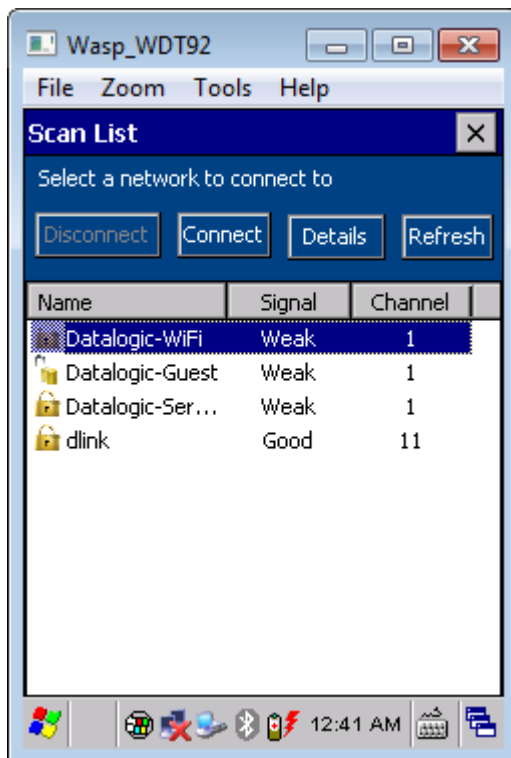 Wasp_WDT92
File Zoom Tools Help
Scan List
Select a network to connect to
Disconnect Connect Details Refresh
Name Signal Channel
Datalogic-WiFi Weak 1
Datalogic-Guest Weak 1
Datalogic-Ser... Weak 1
dlink Good 11
12:41 AM